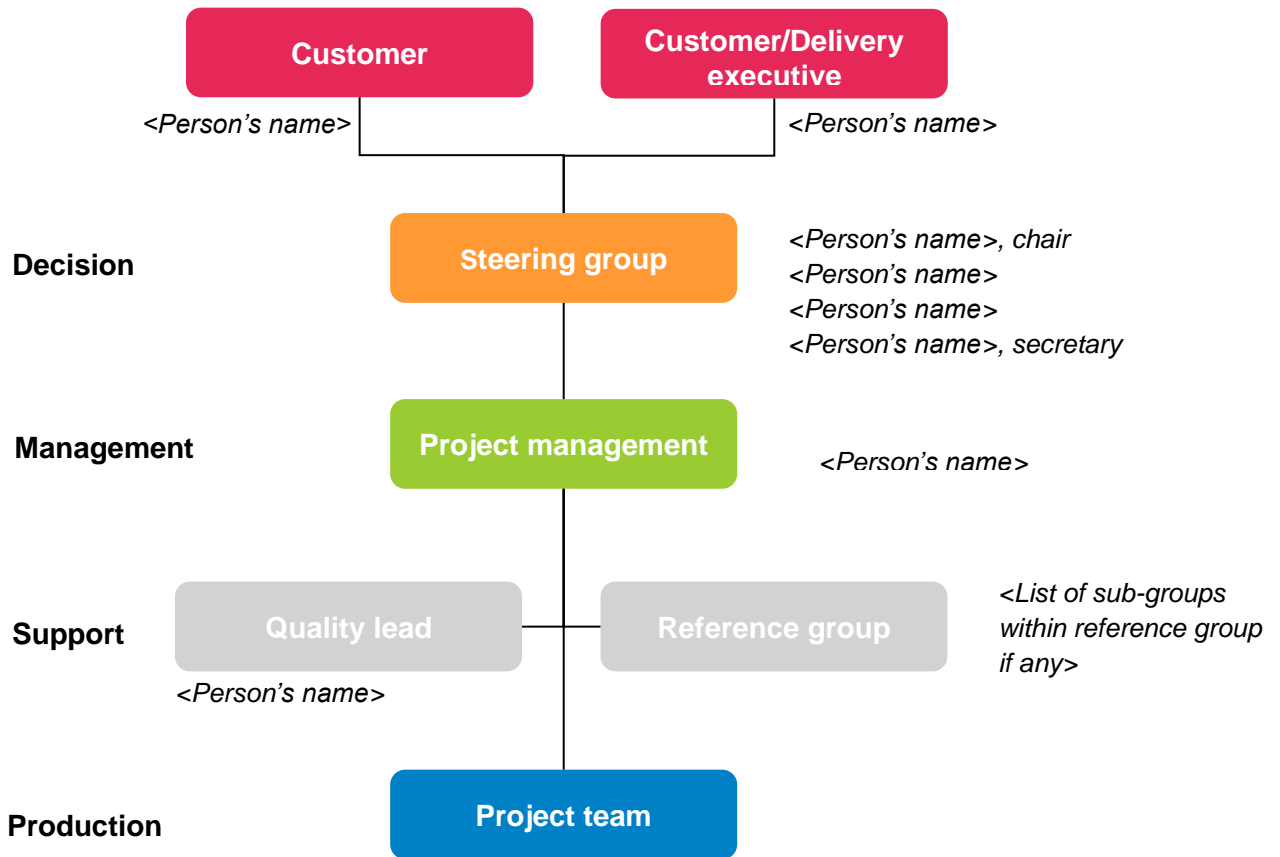 Customer
Customer/Delivery
executive
<Person’s name>
<Person’s name>
Decision
Steering group
<Person’s name>, chair
<Person’s name>
<Person’s name>
<Person’s name>, secretary
Management
Project management
<Person’s name>
Support
Quality lead
Reference group
<List of sub-groups
within reference group
if any>
<Person’s name>
Production
Project team